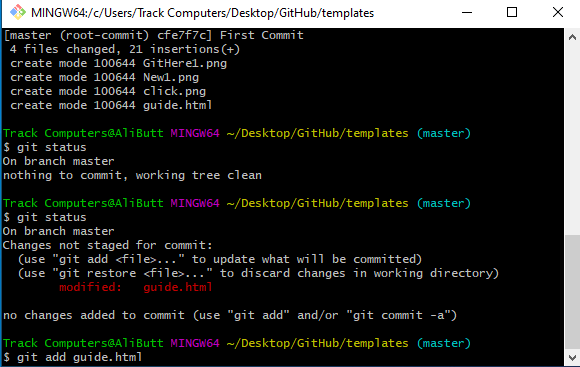 MINGW64:/c/Users/Track Computers/Desktop/GitHub/templates
[master (root-commit) cfe7f7c] First Commit
 4 files changed, 21 insertions(+)
 create mode 100644 GitHere1.png
 create mode 100644 New1.png
 create mode 100644 click.png
 create mode 100644 guide.html
Track Computers@AliButt MINGW64 ~/Desktop/GitHub/templates (master)
$ git status
On branch master
nothing to commit, working tree clean
Track Computers@AliButt MINGW64 ~/Desktop/GitHub/templates (master)
$ git status
On branch master
Changes not staged for commit:
  (use "git add <file>..." to update what will be committed)
  (use "git restore <file>..." to discard changes in working directory)
        modified:   guide.html
no changes added to commit (use "git add" and/or "git commit -a")
Track Computers@AliButt MINGW64 ~/Desktop/GitHub/templates (master)
$ git add guide.html